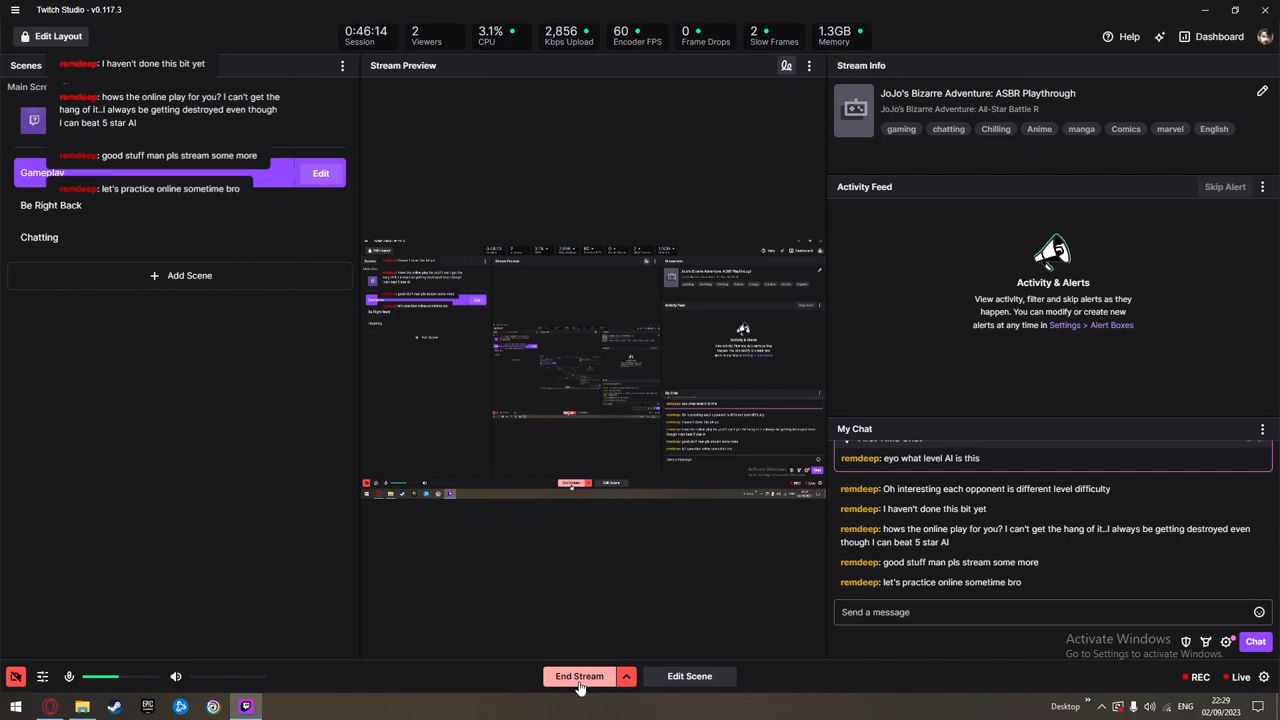 Twitch Studio - v0.117.3
Edit Layout
0:46:14
Session
2
Viewers
3.1%
CPU
2,856
Kbps Upload
60
Encoder FPS
0
Frame Drops
2
Slow Frames
1.3GB
Memory
Help
Dashboard
Scenes
remdeep: I haven't done this bit yet
Main Scr
remdeep: hows the online play for you? I can't get the
hang of it..I always be getting destroyed even though
I can beat 5 star AI
remdeep: good stuff man pls stream some more
Gameplay
Edit
remdeep: let's practice online sometime bro
Be Right Back
Chatting
Add Scene
Stream Preview
Stream Info
JoJo's Bizarre Adventure: ASBR Playthrough
JoJo's Bizarre Adventure: All-Star Battle R
gaming
chatting
Chilling
Anime
manga
Comics
marvel
English
Activity Feed
Skip Alert
Activity & Alerts
View activity, filter
happen. You can modify or create new
alerts at any time in Settings > Alert Boxes
My Chat
remdeep: eyo what level AI is this
remdeep: Oh interesting each opponent is different level difficulty
remdeep: I haven't done this bit yet
remdeep: hows the online play for you? I can't get the hang of it..I always be getting destroyed even
though I can beat 5 star AI
remdeep: good stuff man pls stream some more
remdeep: let's practice online sometime bro
Send a message
Activate Windows
Go to Settings to activate Windows.
Chat
End Stream
Edit Scene
REC
Live
Desktop
ENG
22:29
02/09/2023